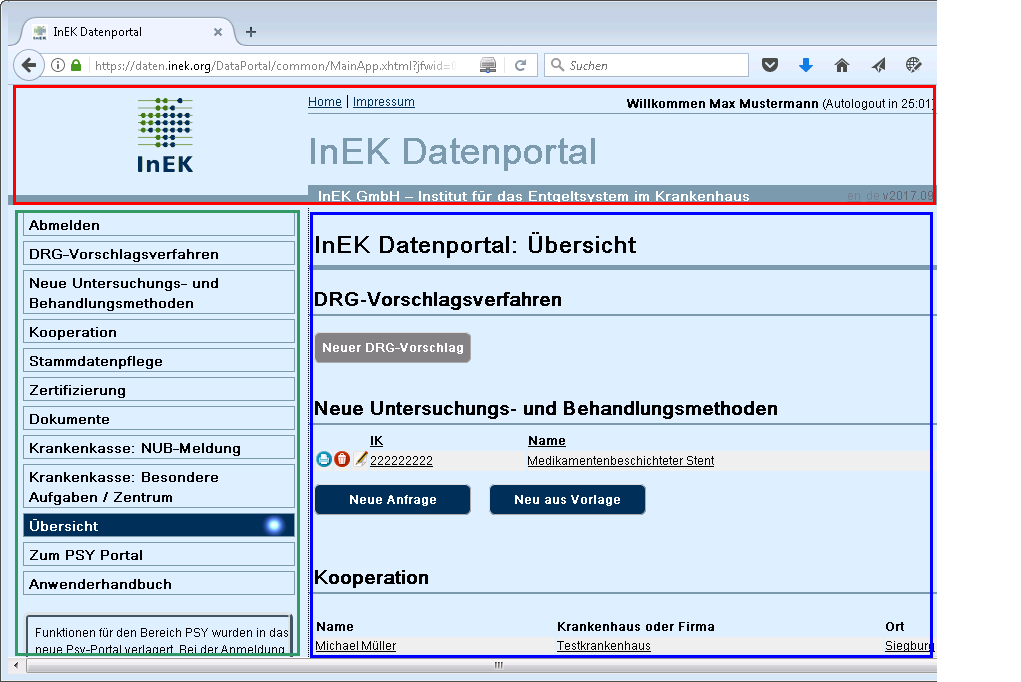 InEK Datenportal
https://daten.inek.org/DataPortal/common/MainApp.xhtml?jfwid=
Suchen
InEK
Home | Impressum
Willkommen Max Mustermann (Autologout in 25:01)
InEK Datenportal
InEK GmbH – Institut für das Entgeltsystem im Krankenhaus
en de v2017.09
Abmelden
DRG-Vorschlagsverfahren
Neue Untersuchungs- und
Behandlungsmethoden
Kooperation
Stammdatenpflege
Zertifizierung
Dokumente
Krankenkasse: NUB-Meldung
Krankenkasse: Besondere
Aufgaben / Zentrum
Übersicht
Zum PSY Portal
Anwenderhandbuch
Funktionen für den Bereich PSY wurden in das
neue Psy-Portal verlagert. Bei der Anmeldung
InEK Datenportal: Übersicht
DRG-Vorschlagsverfahren
Neuer DRG-Vorschlag
Neue Untersuchungs- und Behandlungsmethoden
IK Name
222222222 Medikamentenbeschichteter Stent
Neue Anfrage Neu aus Vorlage
Kooperation
Name Krankenhaus oder Firma Ort
Michael Müller Testkrankenhaus Siegburg